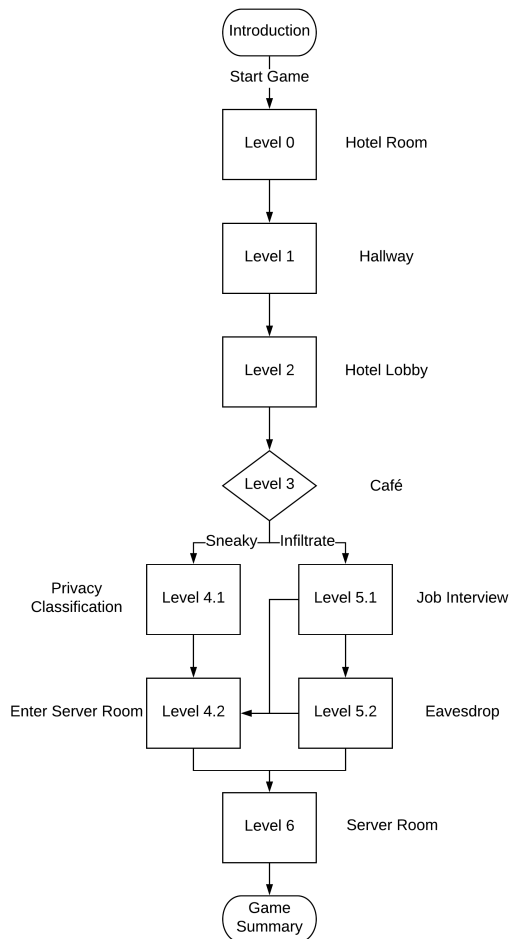 Introduction
Start Game
Level 0
Hotel Room
Level 1
Hallway
Level 2
Hotel Lobby
Level 3
Café
Sneaky
Infiltrate
Privacy
Classification
Level 4.1
Level 5.1
Job Interview
Enter Server Room
Level 4.2
Level 5.2
Eavesdrop
Level 6
Server Room
Game
Summary